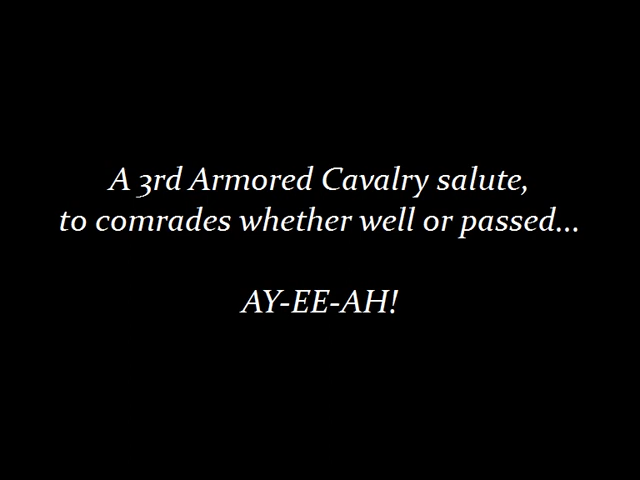 A 3rd Armored Cavalry salute,
to comrades whether well or passed...
AY-EE-AH!